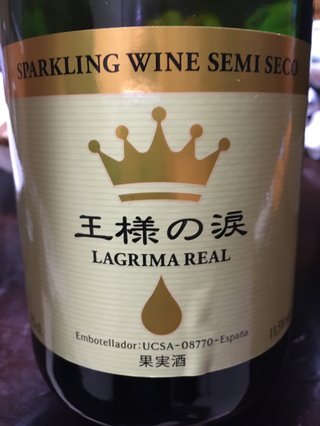 SPARKLING WINE SEMI SECO
王様の涙
LAGRIMA REAL
Embotellador:UCSA-08770-España
果実酒